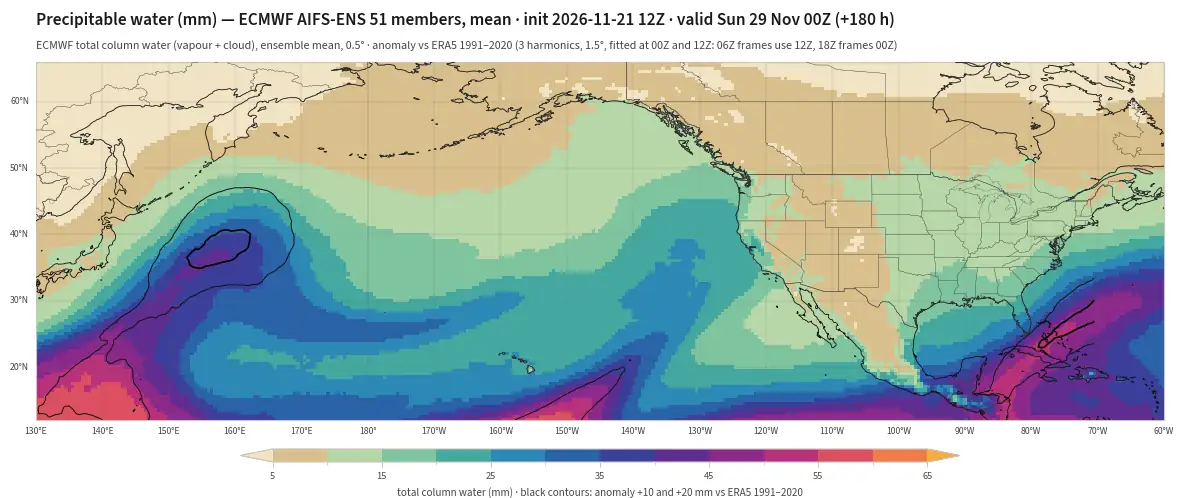 Precipitable water (mm) — ECMWF AIFS-ENS 51 members, mean · init 2026-11-21 12Z · valid Sun 29 Nov 00Z (+180 h)
ECMWF total column water (vapour + cloud), ensemble mean, 0.5° · anomaly vs ERA5 1991–2020 (3 harmonics, 1.5°, fitted at 00Z and 12Z: 06Z frames use 12Z, 18Z frames 00Z)
60°N
50°N
40°N
30°N
20°N
130°E 140°E 150°E 160°E 170°E 180° 170°W 160°W 150°W 140°W 130°W 120°W 110°W 100°W 90°W 80°W 70°W 60°W
5 15 25 35 45 55 65
total column water (mm) · black contours: anomaly +10 and +20 mm vs ERA5 1991–2020